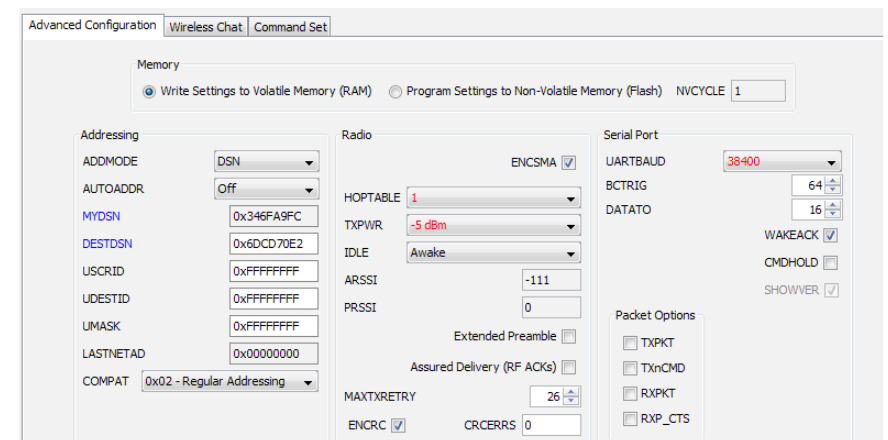 Advanced Configuration Wireless Chat Command Set
Memory
Write Settings to Volatile Memory (RAM) Program Settings to Non-Volatile Memory (Flash) NVCYCLE 1
Addressing
ADDMODE DSN
AUTOADDR Off
MYDSN 0x346FA9FC
DESTDSN 0x6DCD70E2
USCRID 0xFFFFFFFF
UDESTID 0xFFFFFFFF
UMASK 0xFFFFFFFF
LASTNETAD 0x00000000
COMPAT 0x02 - Regular Addressing
Radio
ENCSMA
HOPTABLE 1
TXPWR -5 dBm
IDLE Awake
ARSSI -111
PRSSI 0
Extended Preamble
Assured Delivery (RF ACKs)
MAXTXRETRY 26
ENCRC CRCERRS 0
Serial Port
UARTBAUD 38400
BCTRIG 64
DATATO 16
WAKEACK
CMDHOLD
SHOWVER
Packet Options
TXPKT
TXnCMD
RXPKT
RXP_CTS